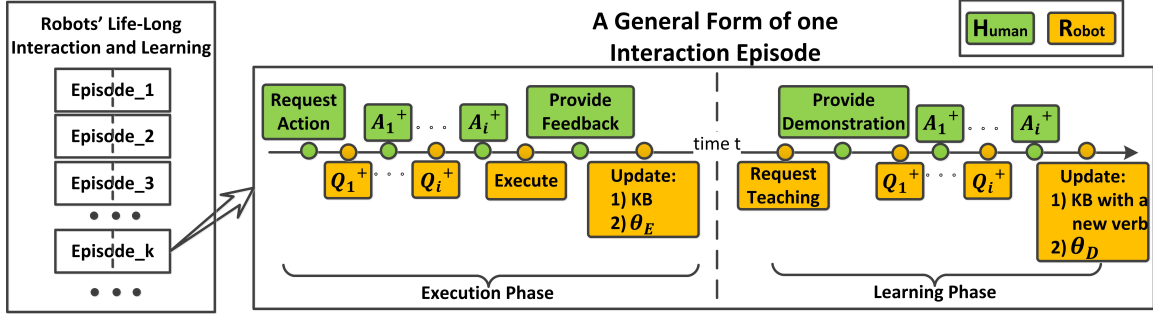 Robots' Life-Long
Interaction and Learning
Episode_1
Episode_2
Episode_3
Episode_k
A General Form of one
Interaction Episode
Human
Robot
Request
Action
A₁⁺
. . .
Aᵢ⁺
Provide
Feedback
Q₁⁺
. . .
Qᵢ⁺
Execute
Update:
1) KB
2) θ_E
Execution Phase
time t
Provide
Demonstration
A₁⁺
. . .
Aᵢ⁺
Request
Teaching
Q₁⁺
. . .
Qᵢ⁺
Update:
1) KB with a
new verb
2) θ_D
Learning Phase